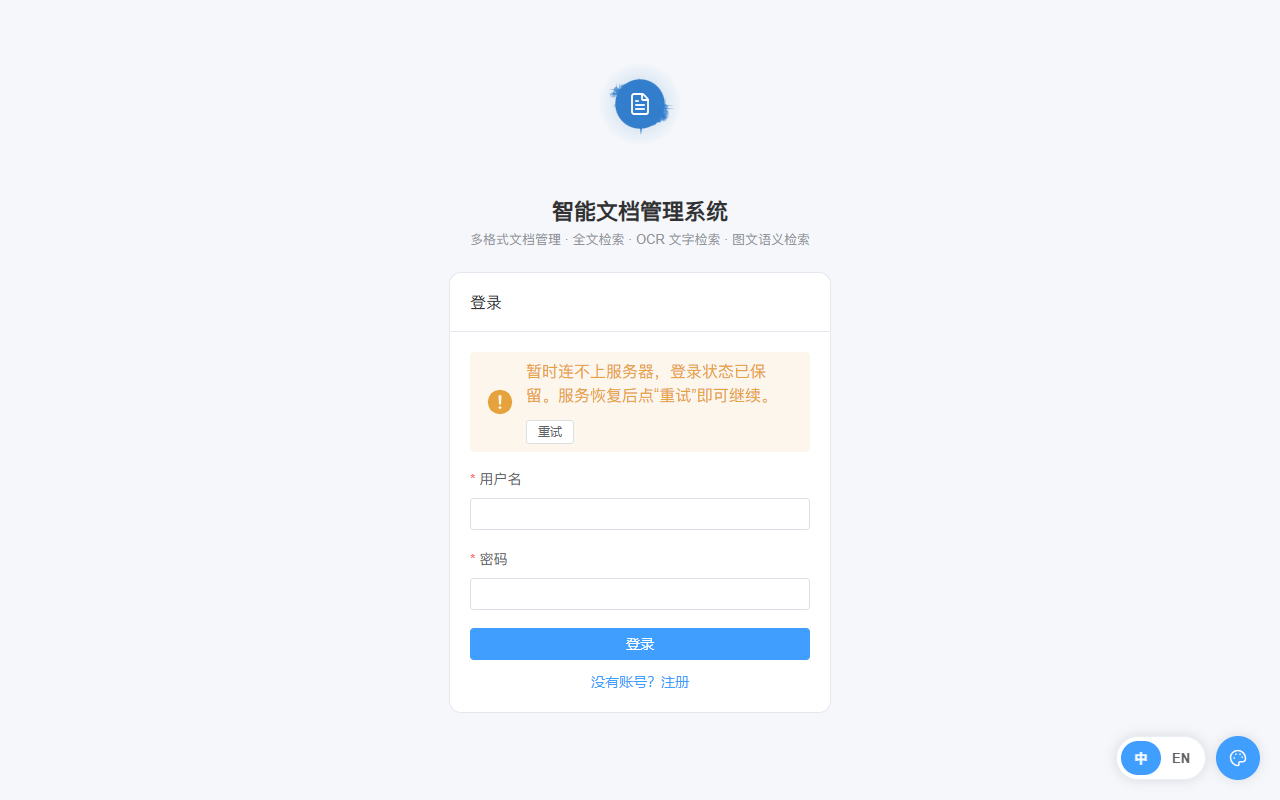 智能文档管理系统
多格式文档管理 · 全文检索 · OCR 文字检索 · 图文语义检索
登录
暂时连不上服务器，登录状态已保
留。服务恢复后点“重试”即可继续。
重试
* 用户名
* 密码
登录
没有账号？注册
中 EN